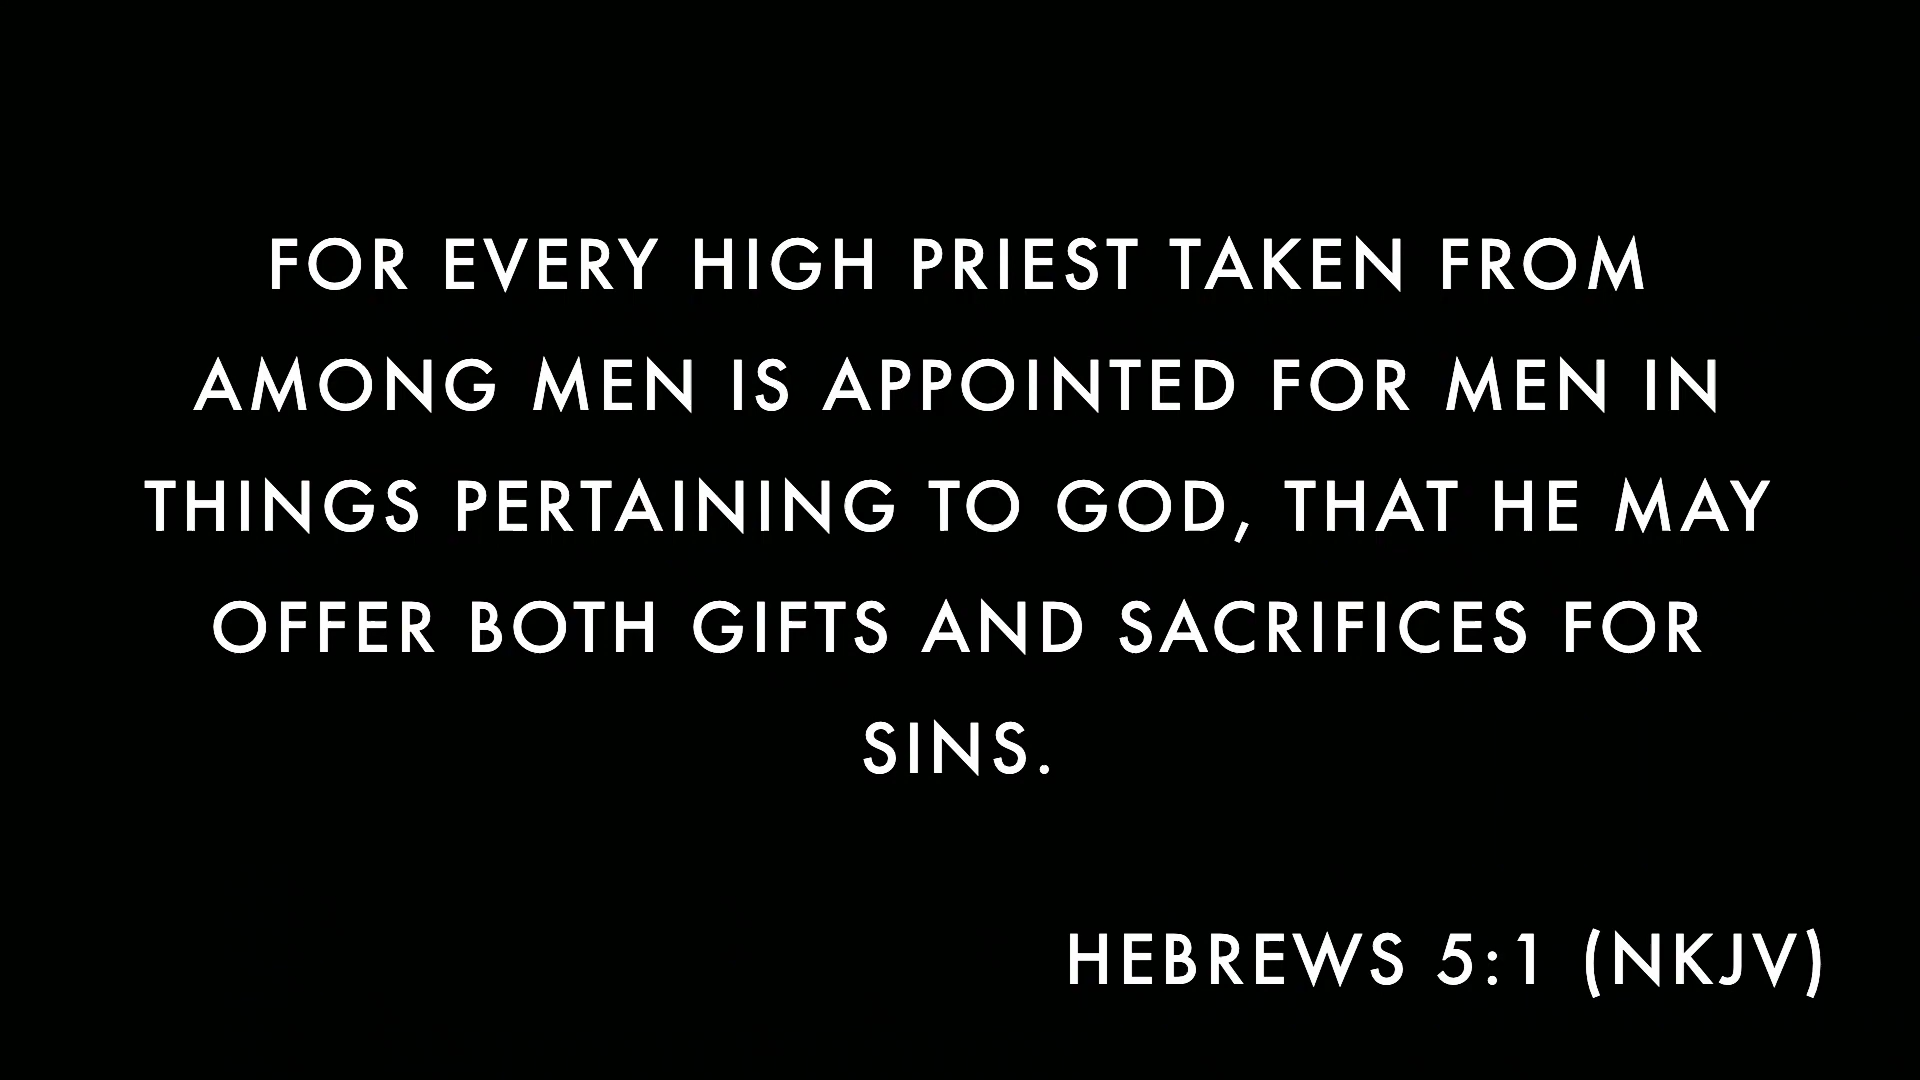 FOR EVERY HIGH PRIEST TAKEN FROM
AMONG MEN IS APPOINTED FOR MEN IN
THINGS PERTAINING TO GOD, THAT HE MAY
OFFER BOTH GIFTS AND SACRIFICES FOR
SINS.
HEBREWS 5:1 (NKJV)